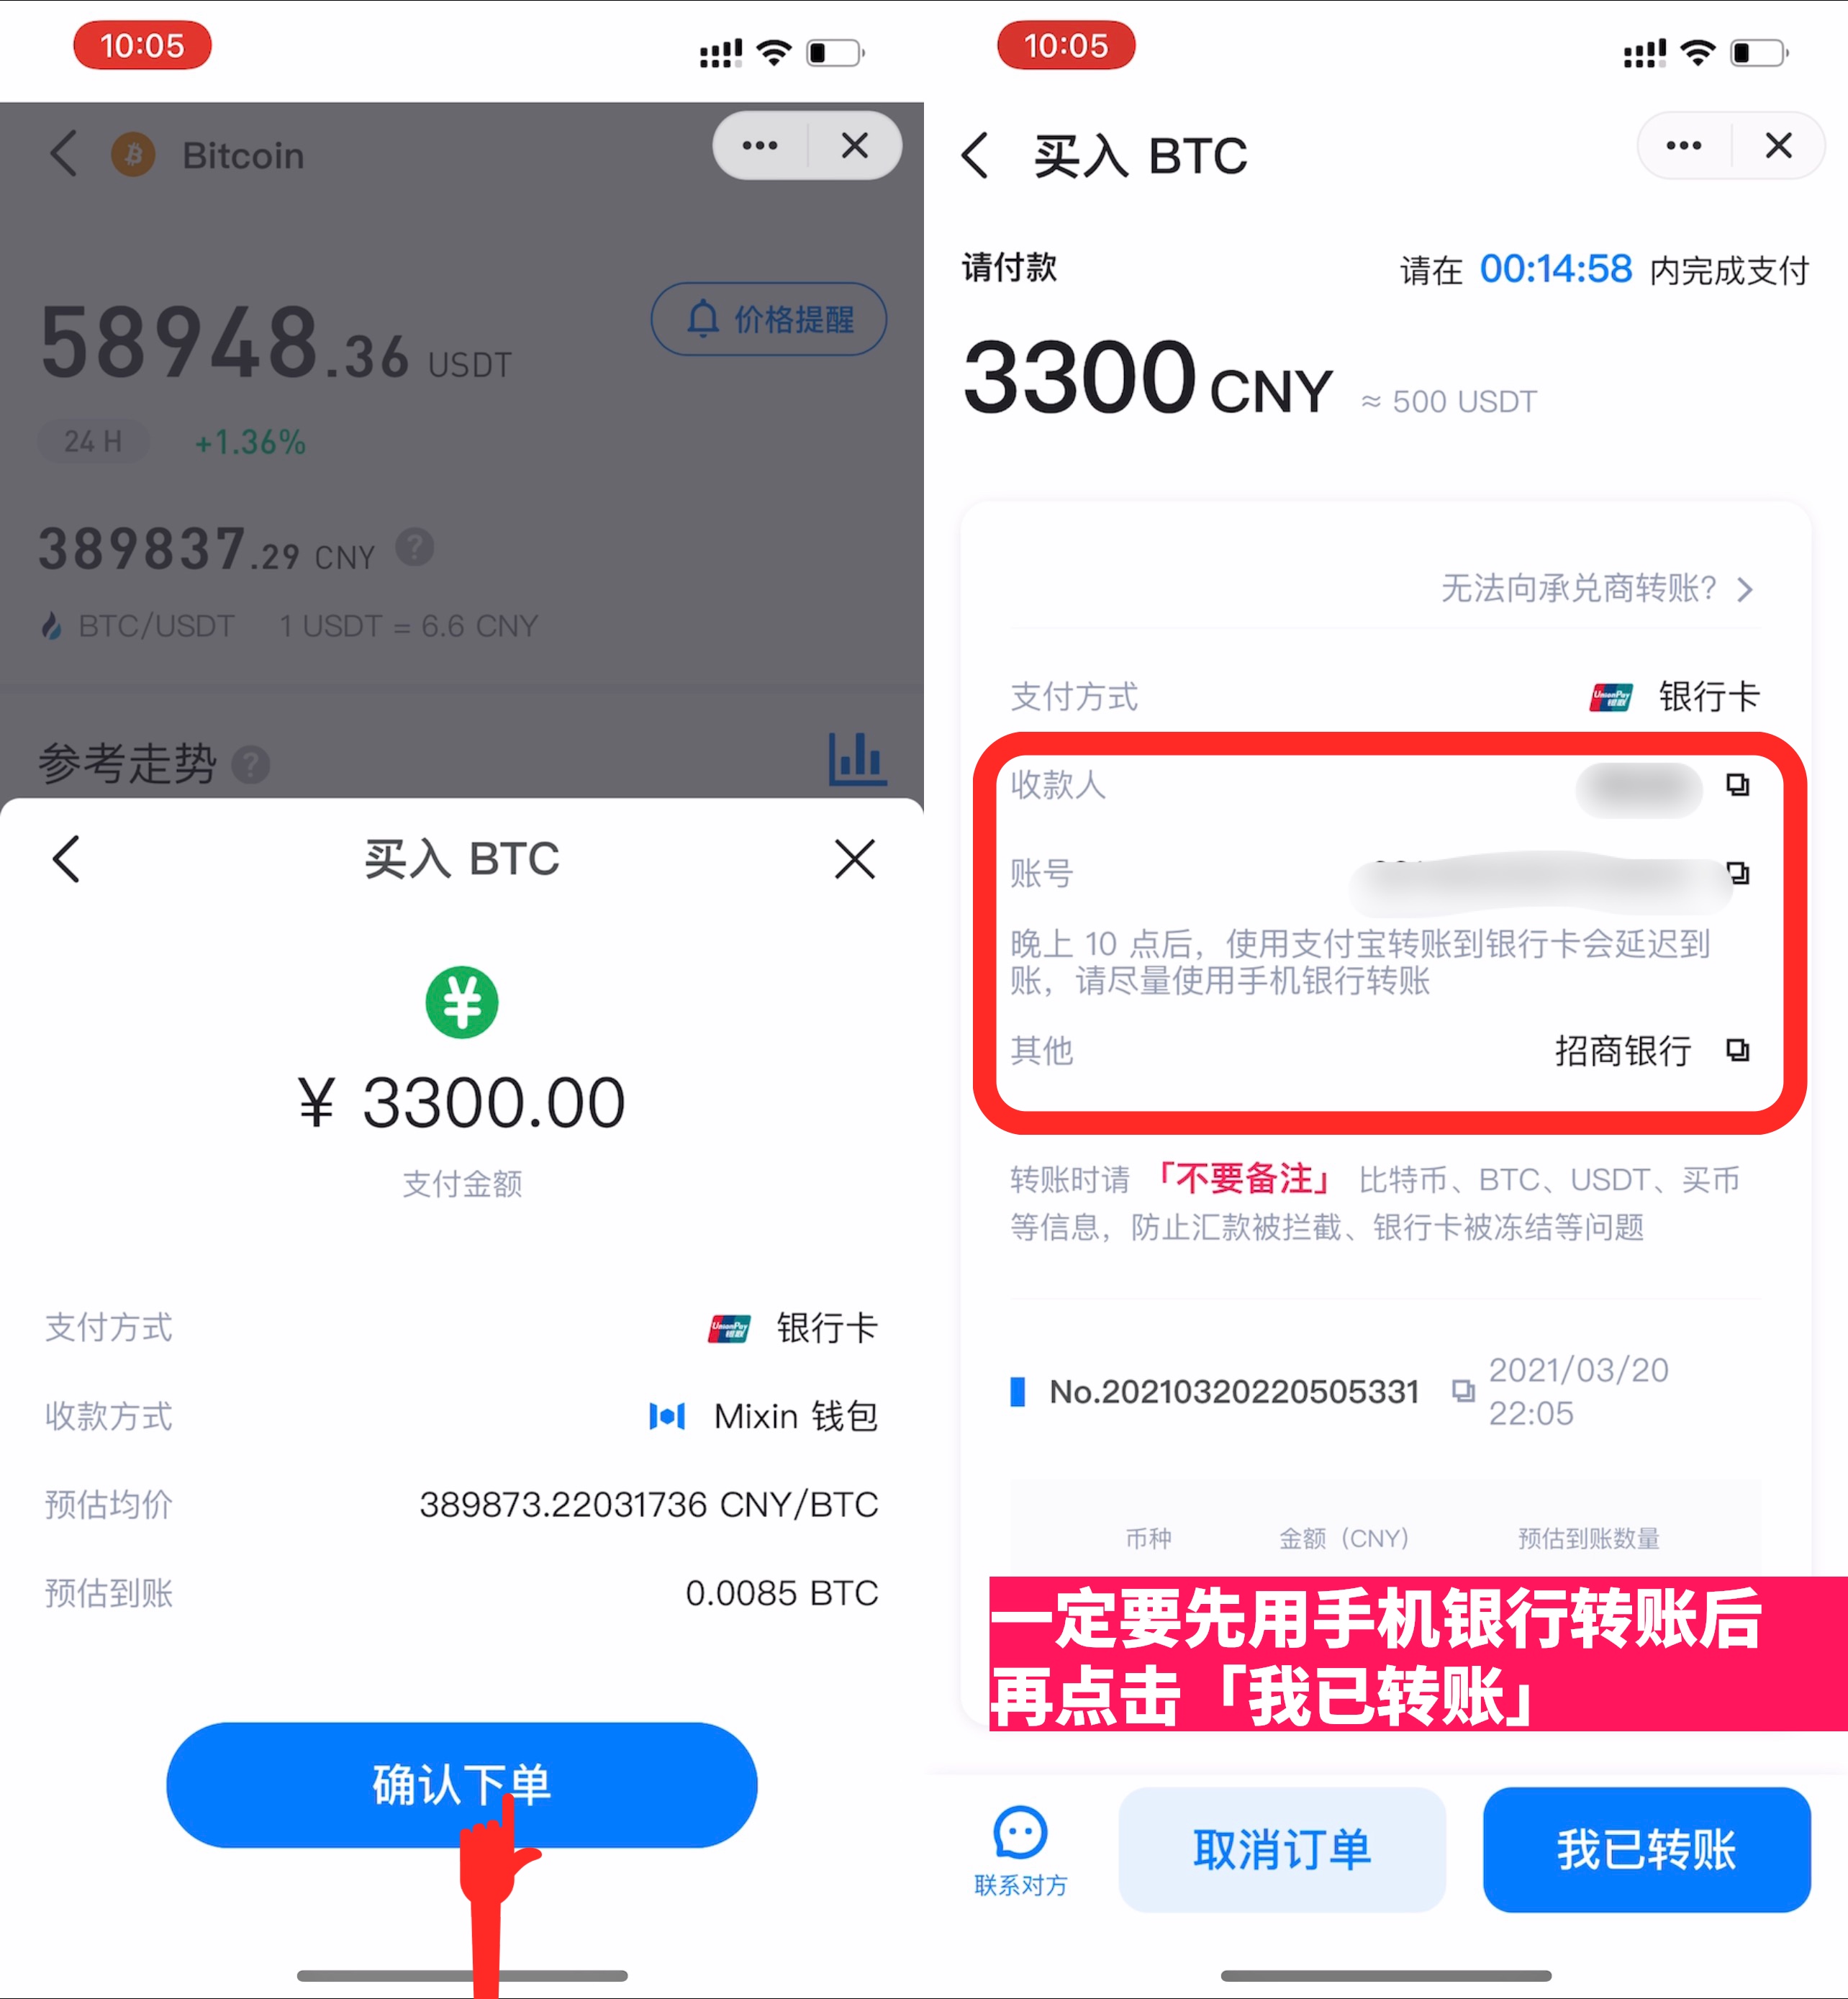 10:05
Bitcoin
58948.36 USDT
价格提醒
24 H +1.36%
389837.29 CNY ?
BTC/USDT 1 USDT = 6.6 CNY
参考走势 ?
买入 BTC
¥
¥ 3300.00
支付金额
支付方式 UnionPay 银联 银行卡
收款方式 Mixin 钱包
预估均价 389873.22031736 CNY/BTC
预估到账 0.0085 BTC
确认下单
10:05
买入 BTC
请付款 请在 00:14:58 内完成支付
3300 CNY ≈ 500 USDT
无法向承兑商转账?
支付方式 UnionPay 银联 银行卡
收款人
账号
晚上 10 点后，使用支付宝转账到银行卡会延迟到
账，请尽量使用手机银行转账
其他 招商银行
转账时请「不要备注」比特币、BTC、USDT、买币
等信息，防止汇款被拦截、银行卡被冻结等问题
No.20210320220505331 2021/03/20
22:05
币种 金额（CNY） 预估到账数量
一定要先用手机银行转账后
再点击「我已转账」
联系对方 取消订单 我已转账